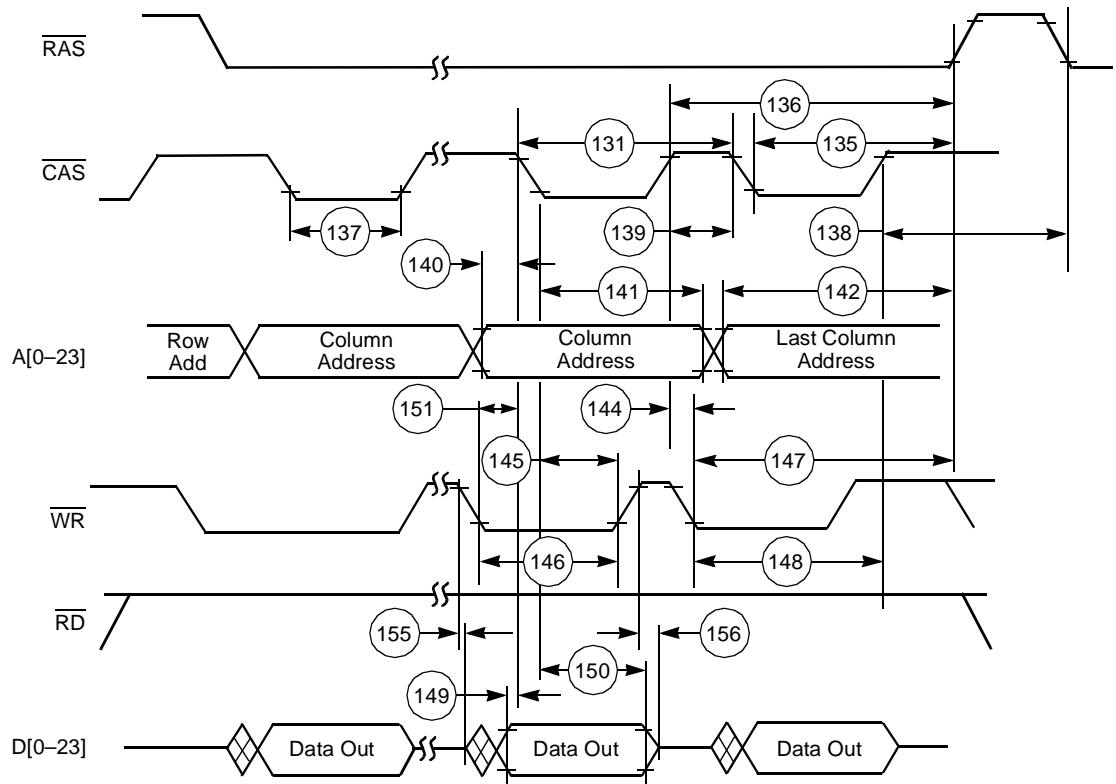 RAS
136
131
135
CAS
137
139
138
140
141
142
A[0–23]
Row
Add
Column
Address
Column
Address
Last Column
Address
151
144
145
147
WR
146
148
RD
155
156
150
149
D[0–23]
Data Out
Data Out
Data Out